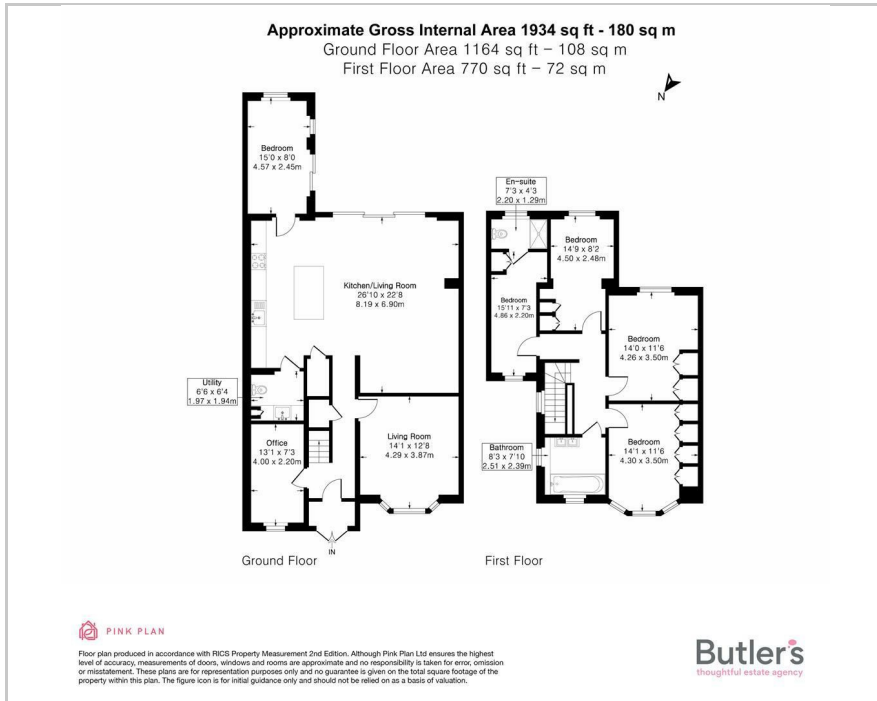 Approximate Gross Internal Area 1934 sq ft - 180 sq m
Ground Floor Area 1164 sq ft – 108 sq m
First Floor Area 770 sq ft – 72 sq m
N
Bedroom
15'0 x 8'0
4.57 x 2.45m
Kitchen/Living Room
26'10 x 22'8
8.19 x 6.90m
Utility
6'6 x 6'4
1.97 x 1.94m
Office
13'1 x 7'3
4.00 x 2.20m
Living Room
14'1 x 12'8
4.29 x 3.87m
IN
Ground Floor
En-suite
7'3 x 4'3
2.20 x 1.29m
Bedroom
14'9 x 8'2
4.50 x 2.48m
Bedroom
15'11 x 7'3
4.86 x 2.20m
Bedroom
14'0 x 11'6
4.26 x 3.50m
Bathroom
8'3 x 7'10
2.51 x 2.39m
Bedroom
14'1 x 11'6
4.30 x 3.50m
First Floor
PINK PLAN
Floor plan produced in accordance with RICS Property Measurement 2nd Edition. Although Pink Plan Ltd ensures the highest
level of accuracy, measurements of doors, windows and rooms are approximate and no responsibility is taken for error, omission
or misstatement. These plans are for representation purposes only and no guarantee is given on the total square footage of the
property within this plan. The figure icon is for initial guidance only and should not be relied on as a basis of valuation.
Butler's
thoughtful estate agency